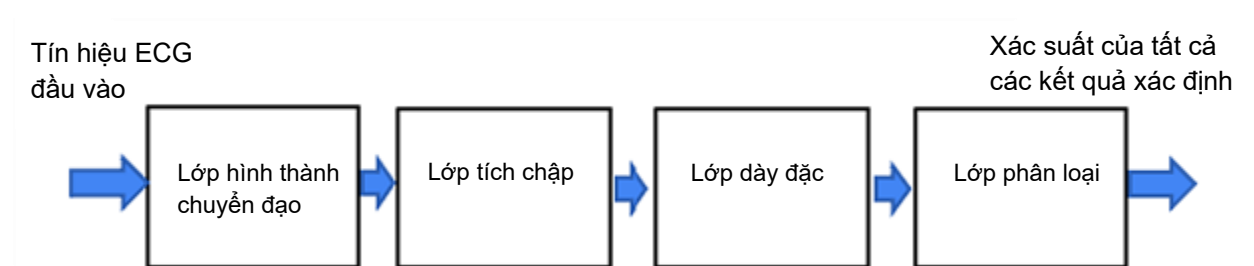 Tín hiệu ECG
đầu vào
Xác suất của tất cả
các kết quả xác định
Lớp hình thành
chuyển đạo
Lớp tích chập
Lớp dày đặc
Lớp phân loại